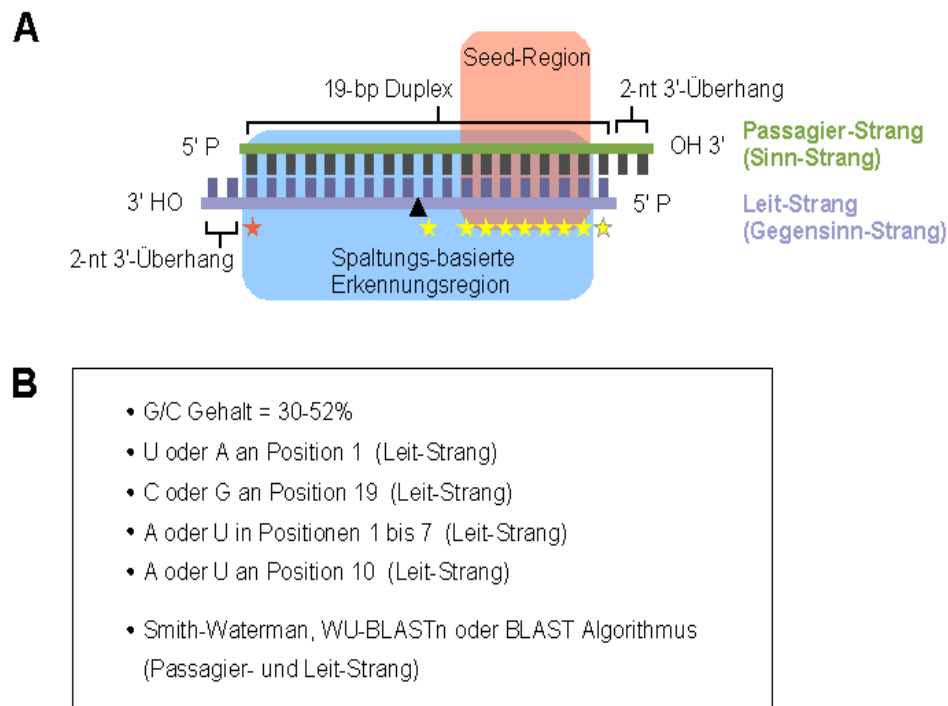 A
Seed-Region
19-bp Duplex
2-nt 3'-Überhang
5' P
OH 3'
Passagier-Strang
(Sinn-Strang)
3' HO
5' P
Leit-Strang
(Gegensinn-Strang)
2-nt 3'-Überhang
Spaltungs-basierte
Erkennungsregion
B
• G/C Gehalt = 30-52%
• U oder A an Position 1 (Leit-Strang)
• C oder G an Position 19 (Leit-Strang)
• A oder U in Positionen 1 bis 7 (Leit-Strang)
• A oder U an Position 10 (Leit-Strang)
• Smith-Waterman, WU-BLASTn oder BLAST Algorithmus
(Passagier- und Leit-Strang)